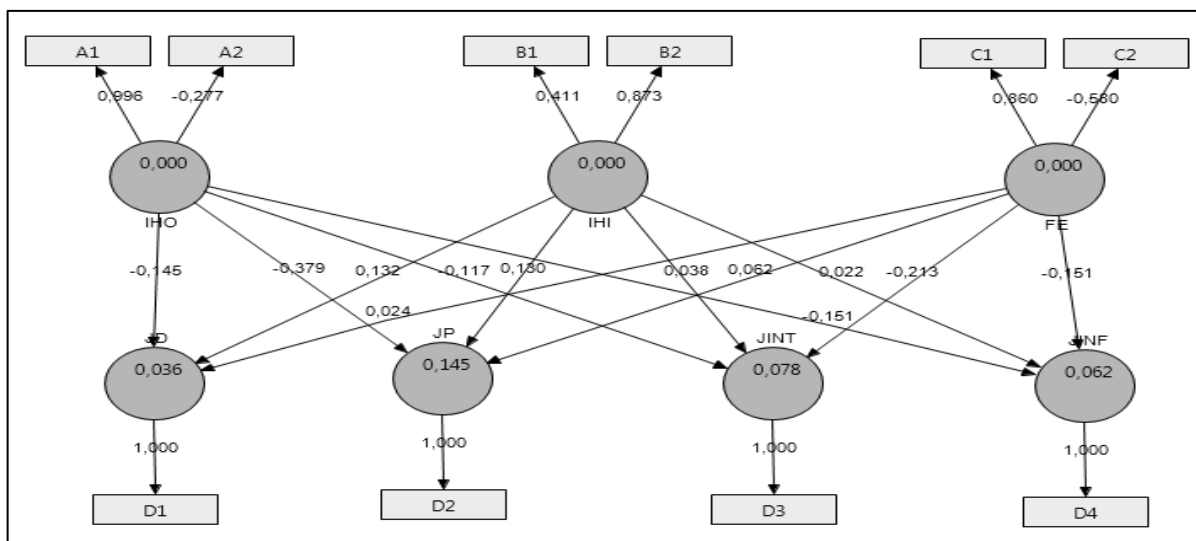 A1
A2
B1
B2
C1
C2
0,996
-0,277
0,411
0,873
0,860
-0,580
0,000
0,000
0,000
IHO
IHI
FE
-0,145
-0,379
0,132
-0,117
0,130
0,038
0,062
0,022
-0,213
-0,151
0,024
-0,151
JD
JP
JINT
JINF
0,036
0,145
0,078
0,062
1,000
1,000
1,000
1,000
D1
D2
D3
D4